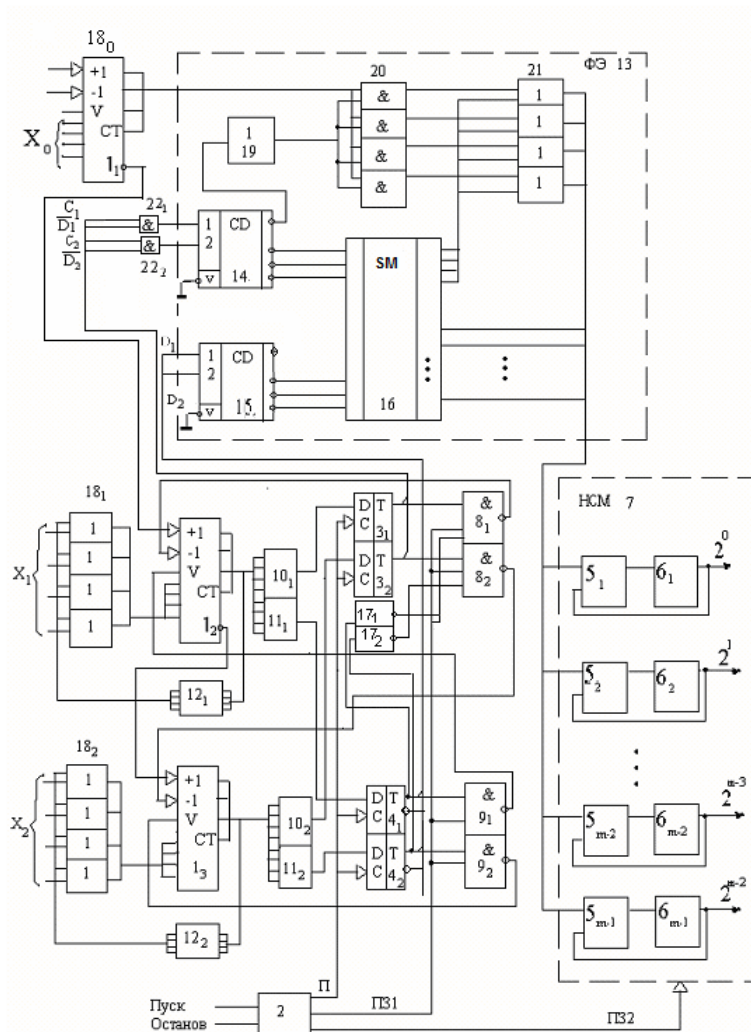 18₀
ФЭ 13
+1
-1
V
CT
X₀
1₁
20
&
&
&
&
21
1
1
1
1
1
19
C₁
D₁
C₂
D₂
&
&
22₁
22₂
1
2
CD
V
14.
SM
16
D₁
D₂
1
2
CD
V
15.
18₁
X₁
1
1
1
1
+1
-1
V
CT
1₂
10₁
11₁
D T
C 3₁
D T
C 3₂
&
8₁
&
8₂
17₁
17₂
12₁
НСМ 7
5₁
6₁
2⁰
5₂
6₂
2¹
5m-2
6m-2
2ᵐ⁻³
5m-1
6m-1
2ᵐ⁻²
18₂
X₂
1
1
1
1
+1
-1
V
CT
1₃
10₂
11₂
D T
C 4₁
D T
C 4₂
&
9₁
&
9₂
12₂
Пуск
Останов
2
П
ПЗ1
ПЗ2